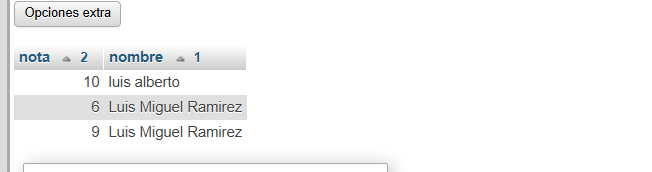 Opciones extra
nota 2 nombre 1
10 luis alberto
6 Luis Miguel Ramirez
9 Luis Miguel Ramirez